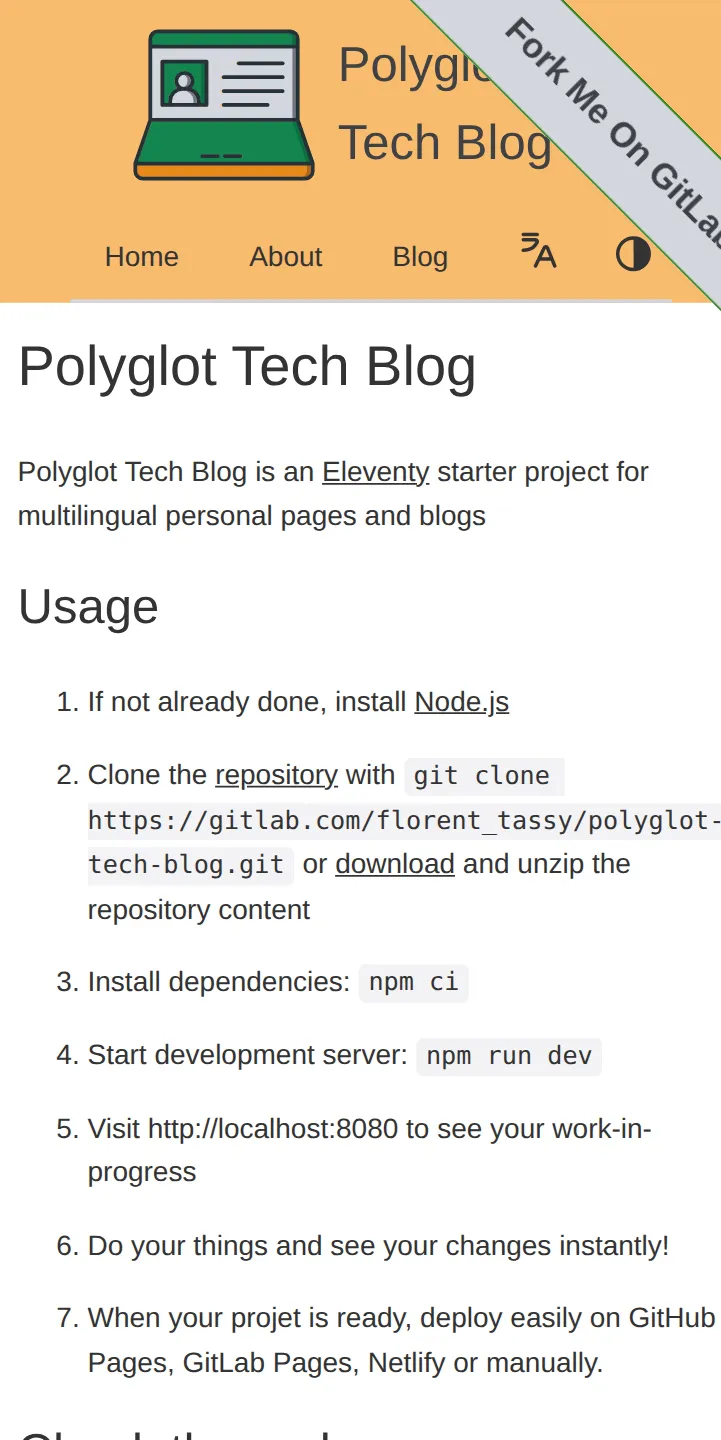 Polyglo
Tech Blog
Fork Me On GitLab
Home About Blog
Polyglot Tech Blog
Polyglot Tech Blog is an Eleventy starter project for
multilingual personal pages and blogs
Usage
1. If not already done, install Node.js
2. Clone the repository with git clone
https://gitlab.com/florent_tassy/polyglot-
tech-blog.git or download and unzip the
repository content
3. Install dependencies: npm ci
4. Start development server: npm run dev
5. Visit http://localhost:8080 to see your work-in-
progress
6. Do your things and see your changes instantly!
7. When your projet is ready, deploy easily on GitHub
Pages, GitLab Pages, Netlify or manually.